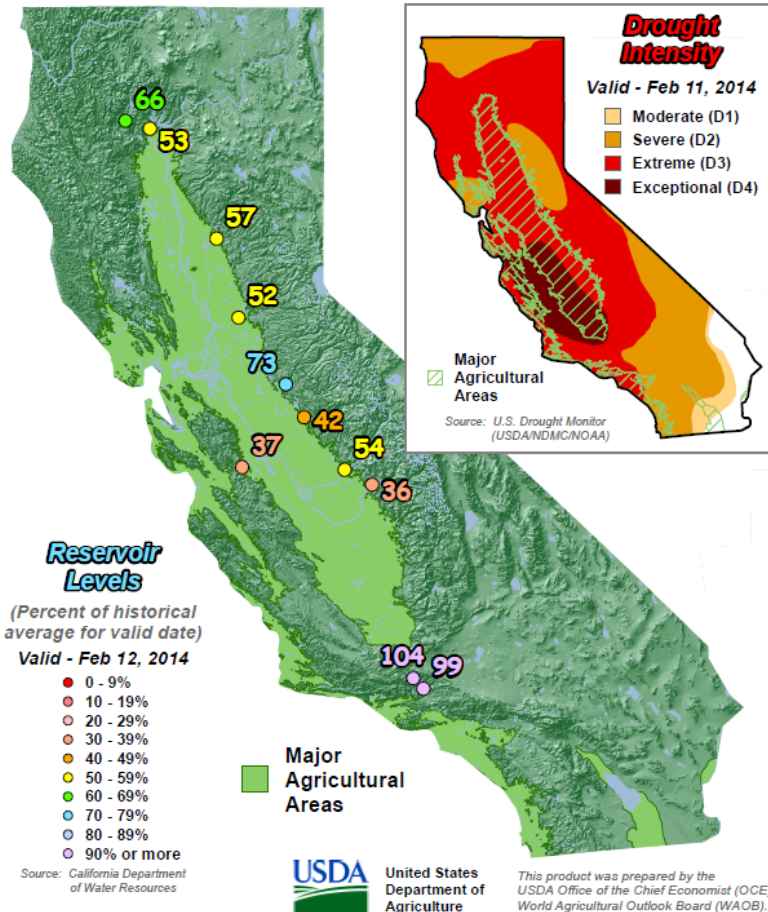 66
53
57
52
73
42
37
54
36
104
99
Drought
Intensity
Valid - Feb 11, 2014
Moderate (D1)
Severe (D2)
Extreme (D3)
Exceptional (D4)
Major
Agricultural
Areas
Source: U.S. Drought Monitor
(USDA/NDMC/NOAA)
Reservoir
Levels
(Percent of historical
average for valid date)
Valid - Feb 12, 2014
0 - 9%
10 - 19%
20 - 29%
30 - 39%
40 - 49%
50 - 59%
60 - 69%
70 - 79%
80 - 89%
90% or more
Source: California Department
of Water Resources
Major
Agricultural
Areas
USDA
United States
Department of
Agriculture
This product was prepared by the
USDA Office of the Chief Economist (OCE)
World Agricultural Outlook Board (WAOB).